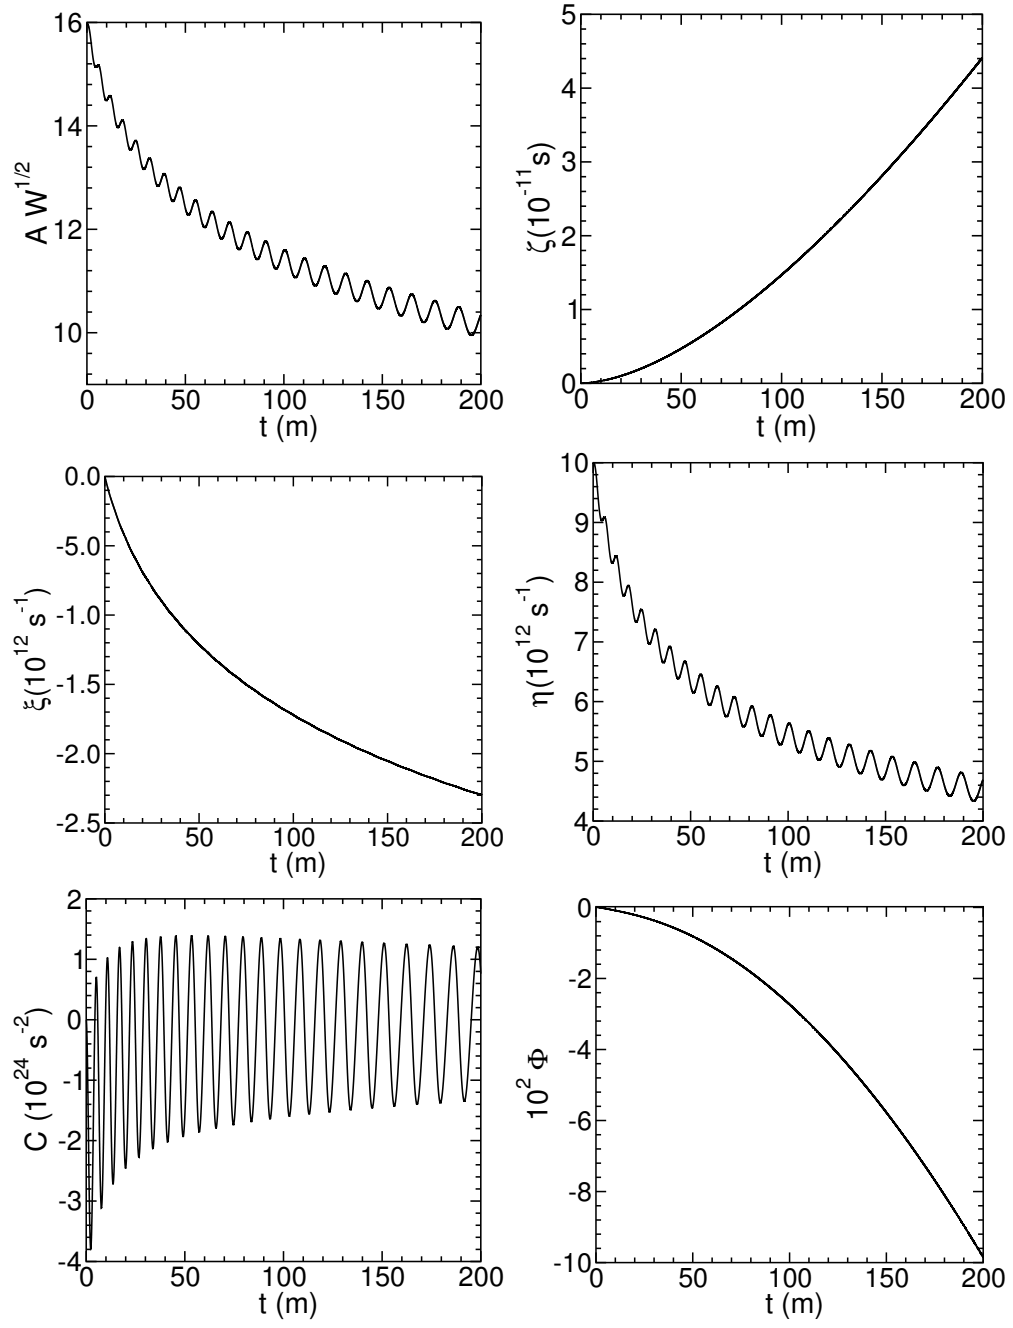 16
14
12
10
A W^1/2
0 50 100 150 200
t (m)
5
4
3
2
1
0
ζ(10^-11 s)
0 50 100 150 200
t (m)
0.0
-5.0
-1.0
-1.5
-2.0
-2.5
ξ(10^12 s^-1)
0 50 100 150 200
t (m)
10
9
8
7
6
5
4
η(10^12 s^-1)
0 50 100 150 200
t (m)
2
1
0
-1
-2
-3
-4
C (10^24 s^-2)
0 50 100 150 200
t (m)
0
-2
-4
-6
-8
-10
10^2 Φ
0 50 100 150 200
t (m)